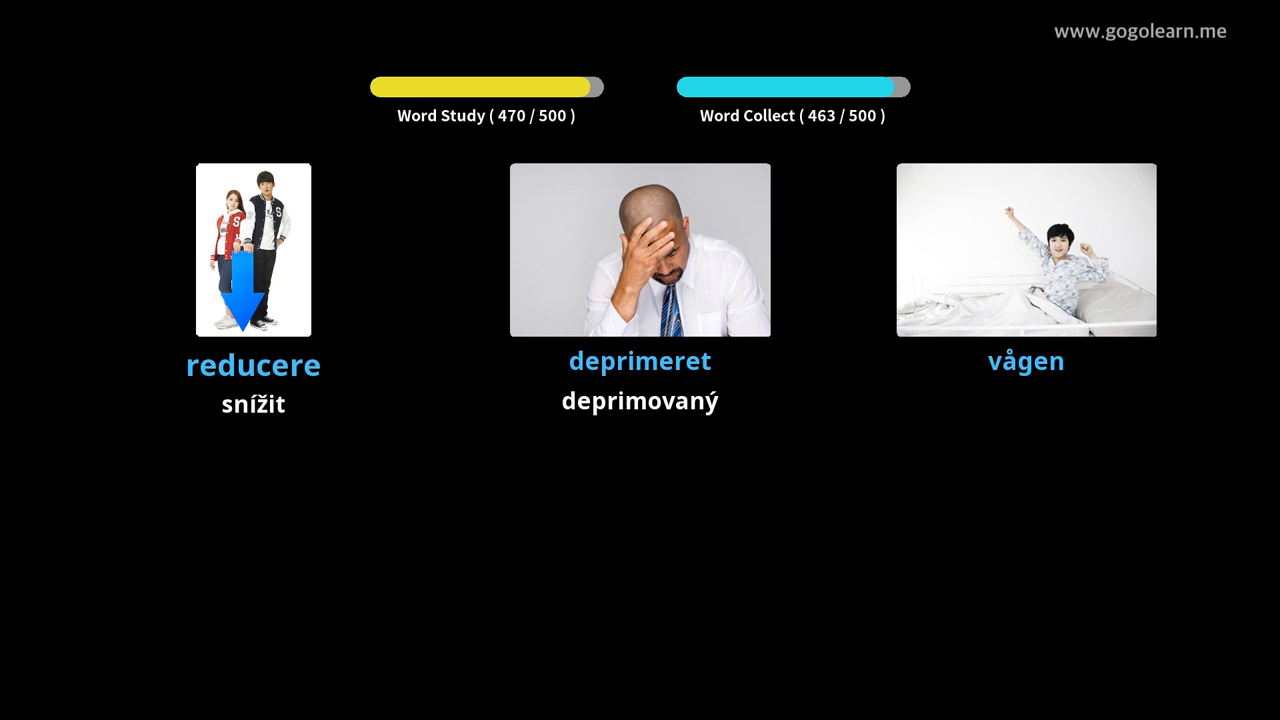 www.gogolearn.me
Word Study ( 470 / 500 )
Word Collect ( 463 / 500 )
S
S
reducere
snížit
deprimeret
deprimovaný
vågen